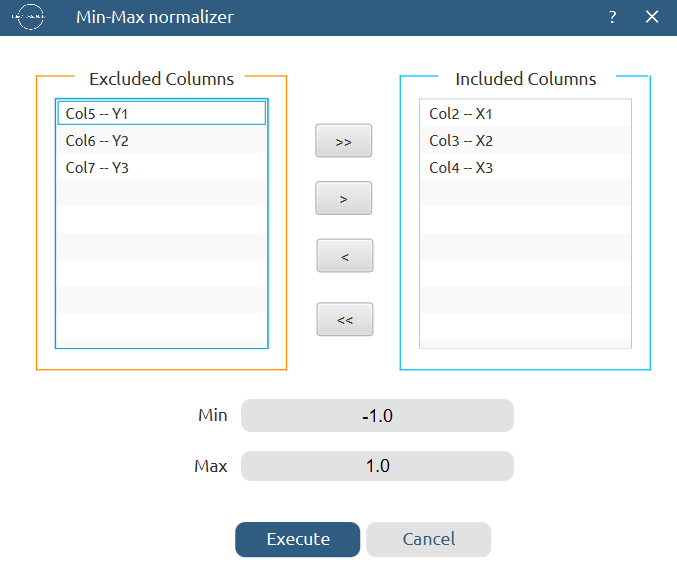 Min-Max normalizer ? ×
Excluded Columns
Included Columns
Col5 -- Y1
Col6 -- Y2
Col7 -- Y3
>>
>
<
<<
Col2 -- X1
Col3 -- X2
Col4 -- X3
Min -1.0
Max 1.0
Execute Cancel